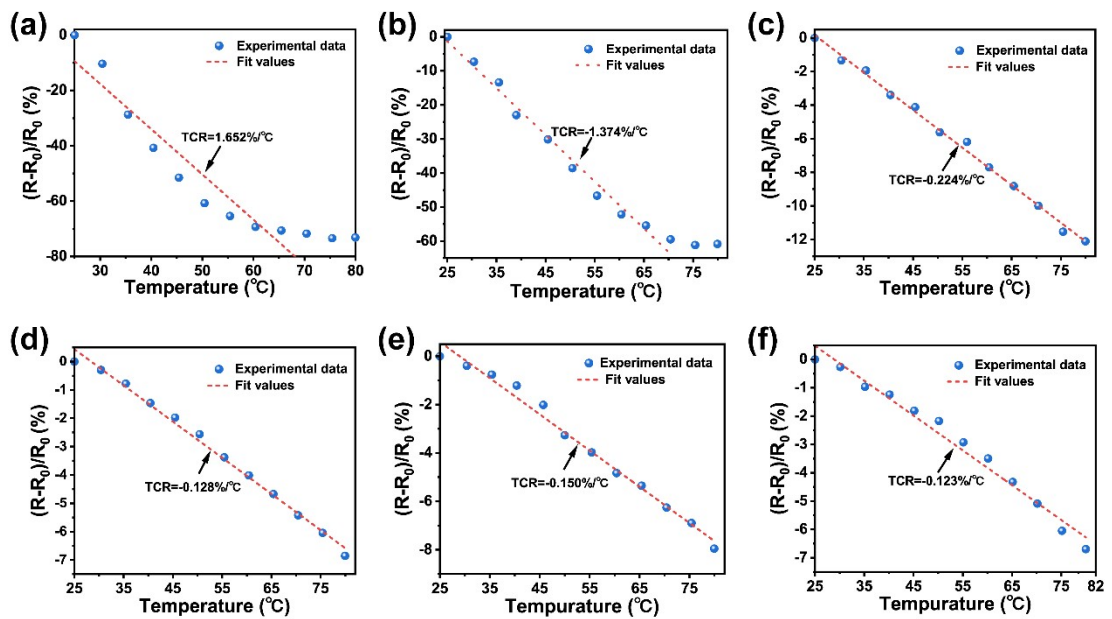 (a)
0
-20
-40
-60
-80
30 40 50 60 70 80
(R-R0)/R0 (%)
Temperature (℃)
Experimental data
Fit values
TCR=1.652%/℃
(b)
0
-10
-20
-30
-40
-50
-60
25 35 45 55 65 75
(R-R0)/R0 (%)
Temperature (℃)
Experimental data
Fit values
TCR=-1.374%/℃
(c)
0
-2
-4
-6
-8
-10
-12
25 35 45 55 65 75
(R-R0)/R0 (%)
Temperature (℃)
Experimental data
Fit values
TCR=-0.224%/℃
(d)
0
-1
-2
-3
-4
-5
-6
-7
25 35 45 55 65 75
(R-R0)/R0 (%)
Temperature (℃)
Experimental data
Fit values
TCR=-0.128%/℃
(e)
0
-2
-4
-6
-8
25 35 45 55 65 75
(R-R0)/R0 (%)
Tempurature (℃)
Experimental data
Fit values
TCR=-0.150%/℃
(f)
0
-1
-2
-3
-4
-5
-6
-7
25 35 45 55 65 75 82
(R-R0)/R0 (%)
Tempurature (℃)
Experimental data
Fit values
TCR=-0.123%/℃